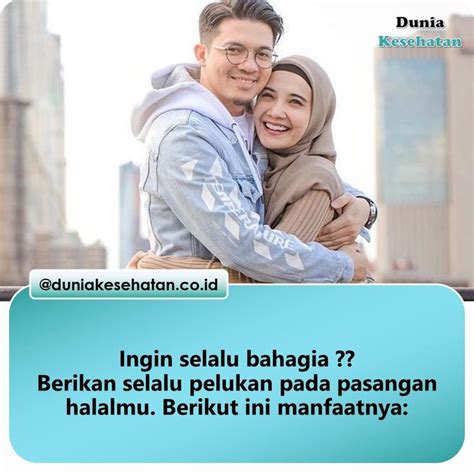 Dunia
Kesehatan
@duniakesehatan.co.id
Ingin selalu bahagia ??
Berikan selalu pelukan pada pasangan
halalmu. Berikut ini manfaatnya: